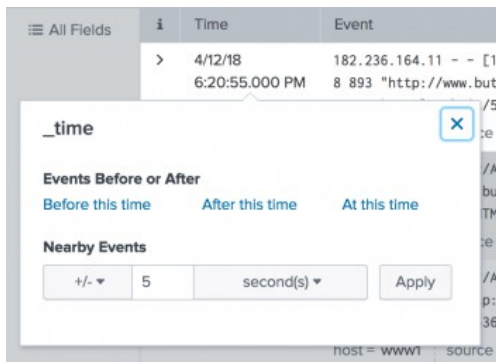 All Fields
i Time Event
> 4/12/18 182.236.164.11 - - [1
6:20:55.000 PM 8 893 "http://www.but
_time
Events Before or After
Before this time After this time At this time
Nearby Events
+/- 5 second(s) Apply
host = www1 source